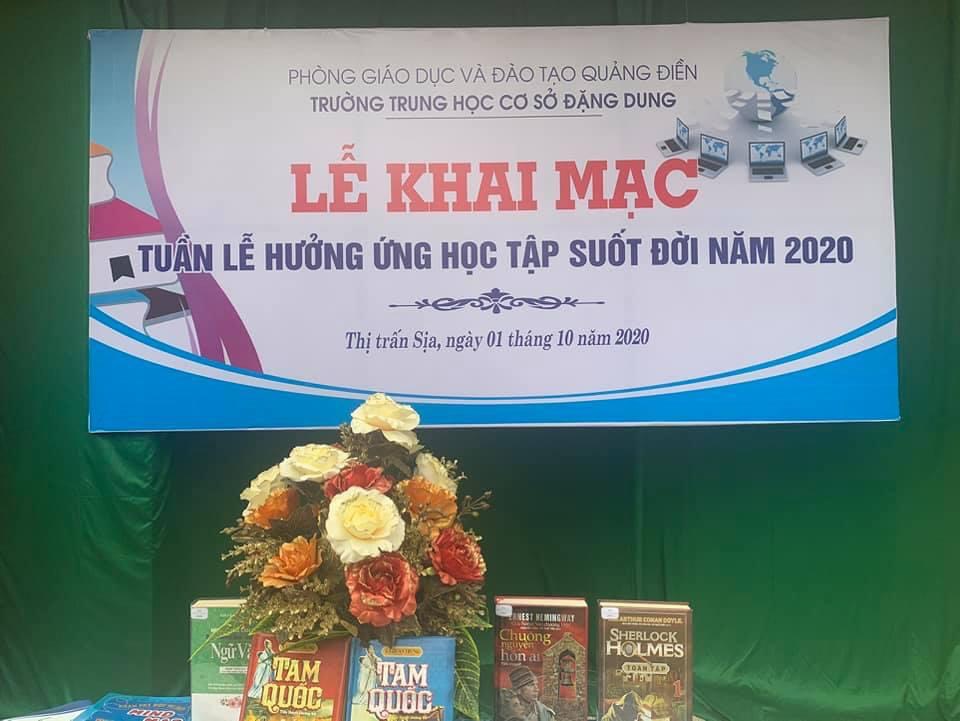 PHÒNG GIÁO DỤC VÀ ĐÀO TẠO QUẢNG ĐIỀN
TRƯỜNG TRUNG HỌC CƠ SỞ ĐẶNG DUNG
LỄ KHAI MẠC
TUẦN LỄ HƯỞNG ỨNG HỌC TẬP SUỐT ĐỜI NĂM 2020
Thị trấn Sịa, ngày 01 tháng 10 năm 2020
TAM
QUỐC
TAM
QUỐC
ERNEST HEMINGWAY
Chuông
nguyện
hồn ai
ARTHUR CONAN DOYLE
SHERLOCK
HOLMES
TOÀN TẬP
1